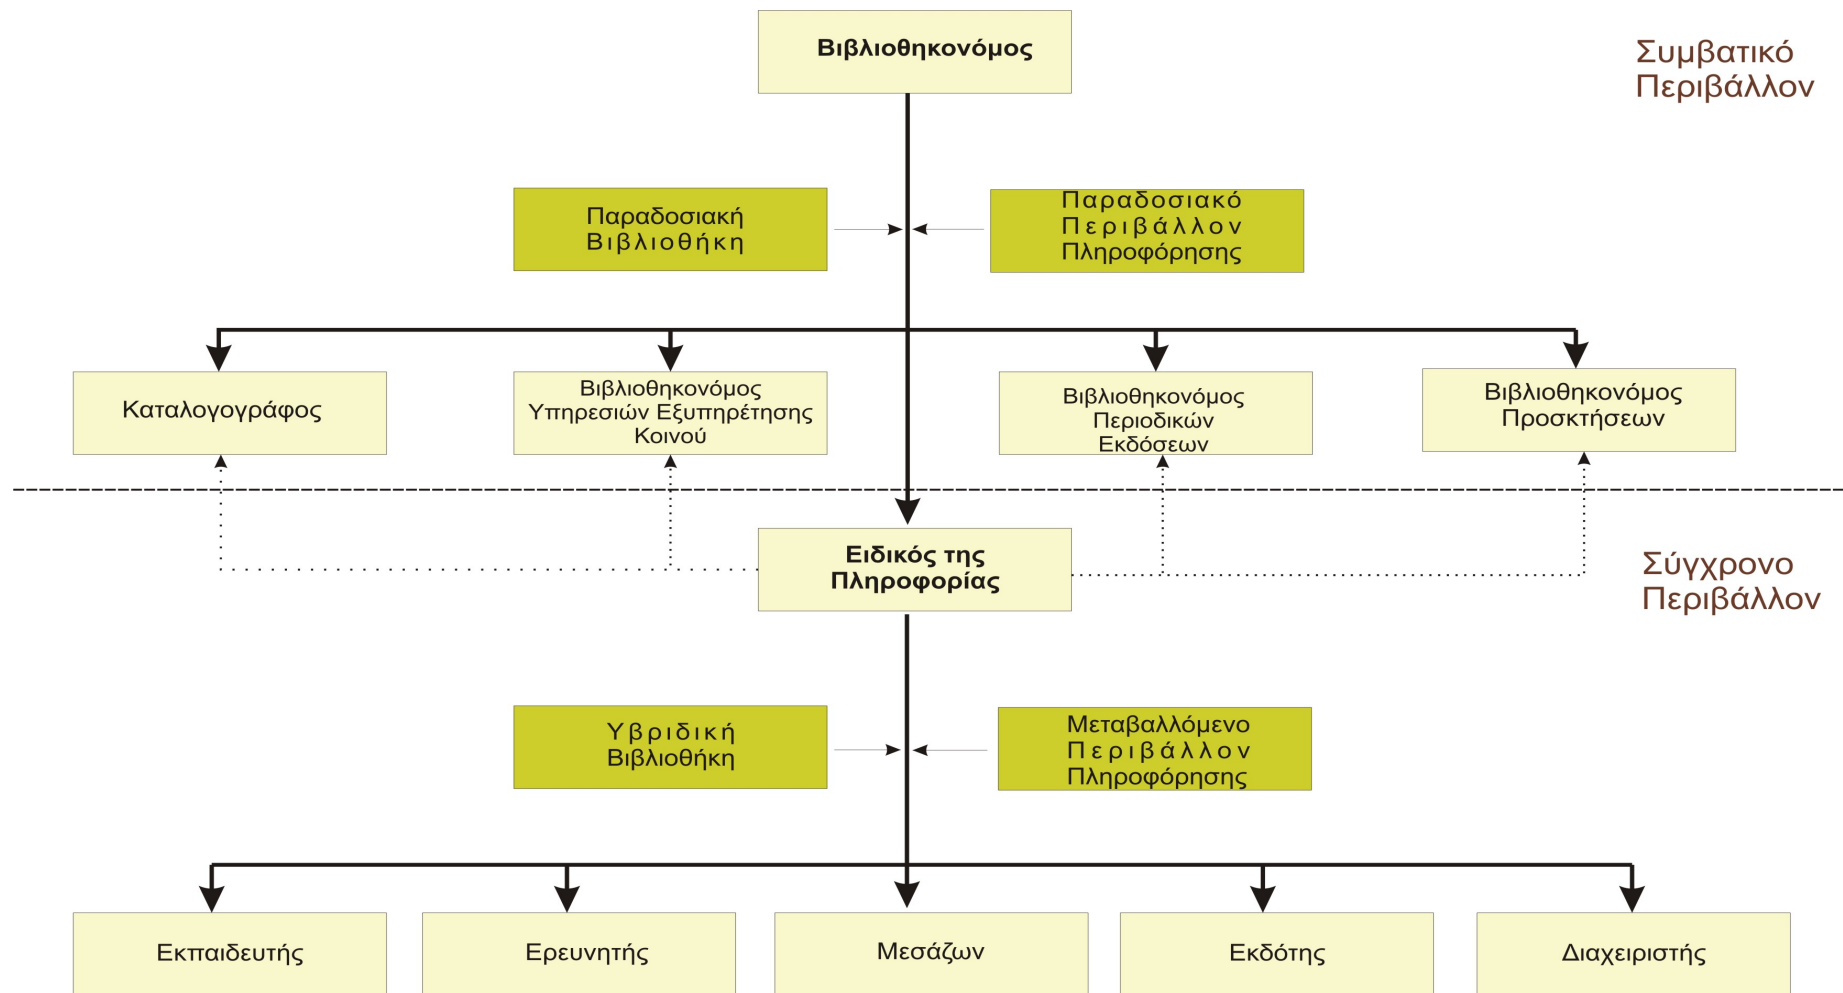 Βιβλιοθηκονόμος
Συμβατικό
Περιβάλλον
Παραδοσιακή
Βιβλιοθήκη
Παραδοσιακό
Περιβάλλον
Πληροφόρησης
Καταλογογράφος
Βιβλιοθηκονόμος
Υπηρεσιών Εξυπηρέτησης
Κοινού
Βιβλιοθηκονόμος
Περιοδικών
Εκδόσεων
Βιβλιοθηκονόμος
Προσκτήσεων
Ειδικός της
Πληροφορίας
Σύγχρονο
Περιβάλλον
Υβριδική
Βιβλιοθήκη
Μεταβαλλόμενο
Περιβάλλον
Πληροφόρησης
Εκπαιδευτής
Ερευνητής
Μεσάζων
Εκδότης
Διαχειριστής